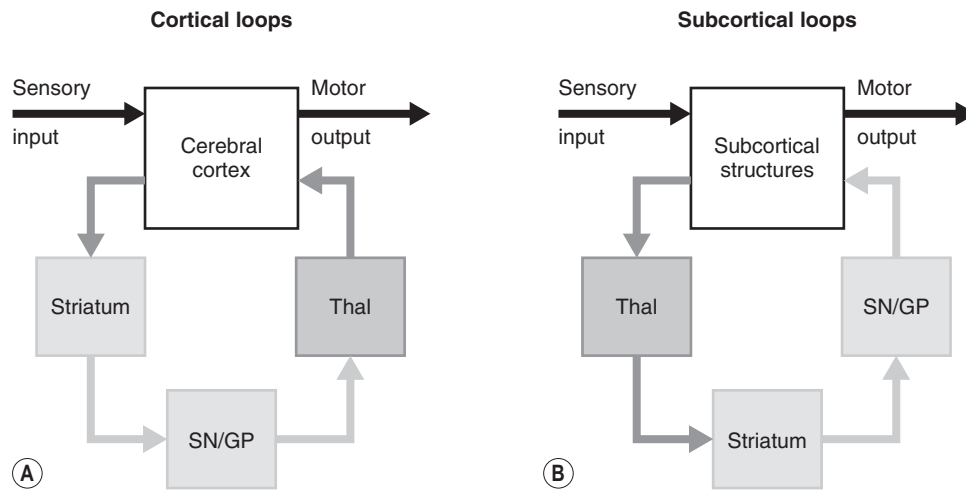 Cortical loops
Sensory
input
Motor
output
Cerebral
cortex
Striatum
Thal
SN/GP
A
Subcortical loops
Sensory
input
Motor
output
Subcortical
structures
Thal
SN/GP
Striatum
B